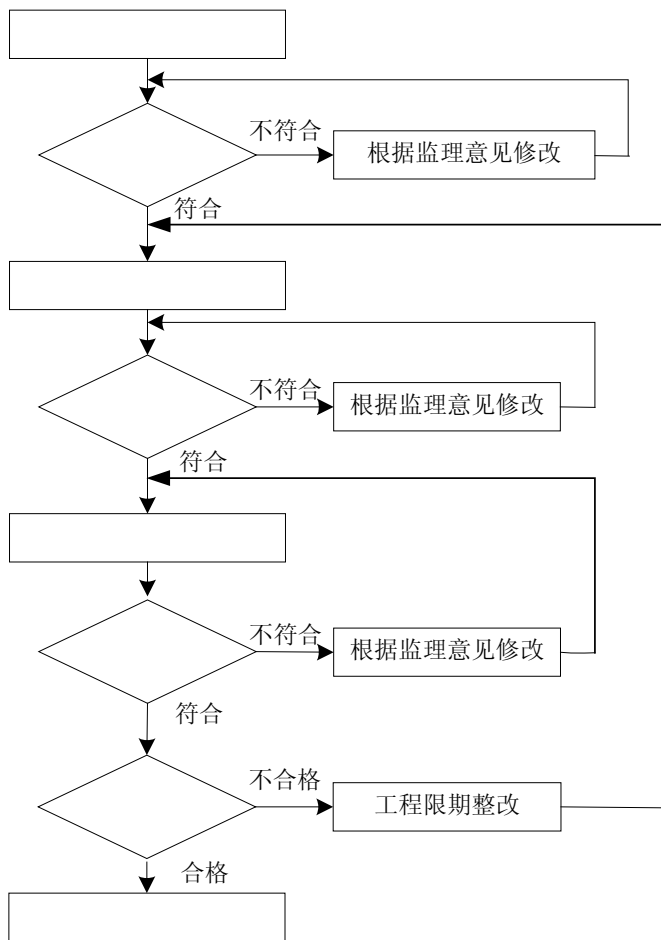 不符合
根据监理意见修改
符合
不符合
根据监理意见修改
符合
不符合
根据监理意见修改
符合
不合格
工程限期整改
合格